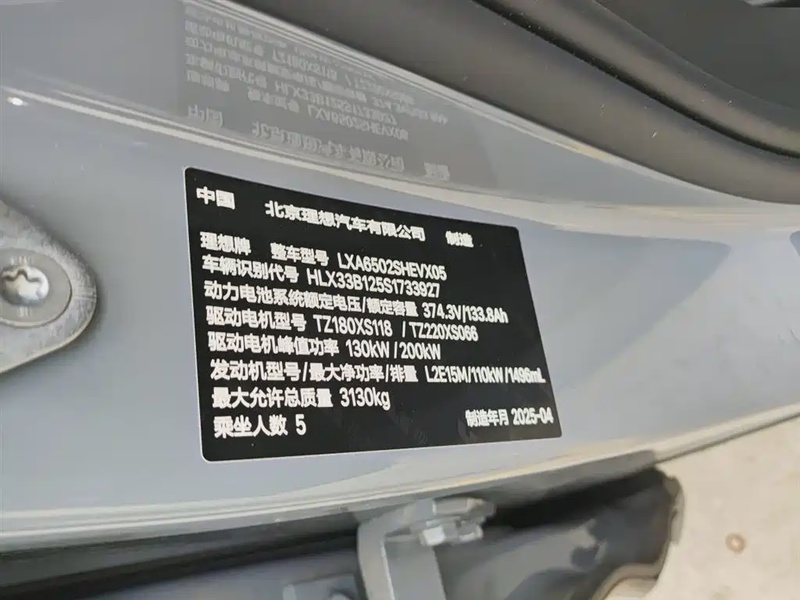 中国 北京理想汽车有限公司 制造
理想牌 整车型号 LXA6502SHEVX05
车辆识别代号 HLX33B125S1733927
动力电池系统额定电压/额定容量 374.3V/133.8Ah
驱动电机型号 TZ180XS118 / TZ220XS066
驱动电机峰值功率 130kW / 200kW
发动机型号/最大净功率/排量 L2E15M/110kW/1496mL
最大允许总质量 3130kg
乘坐人数 5 制造年月 2025-04